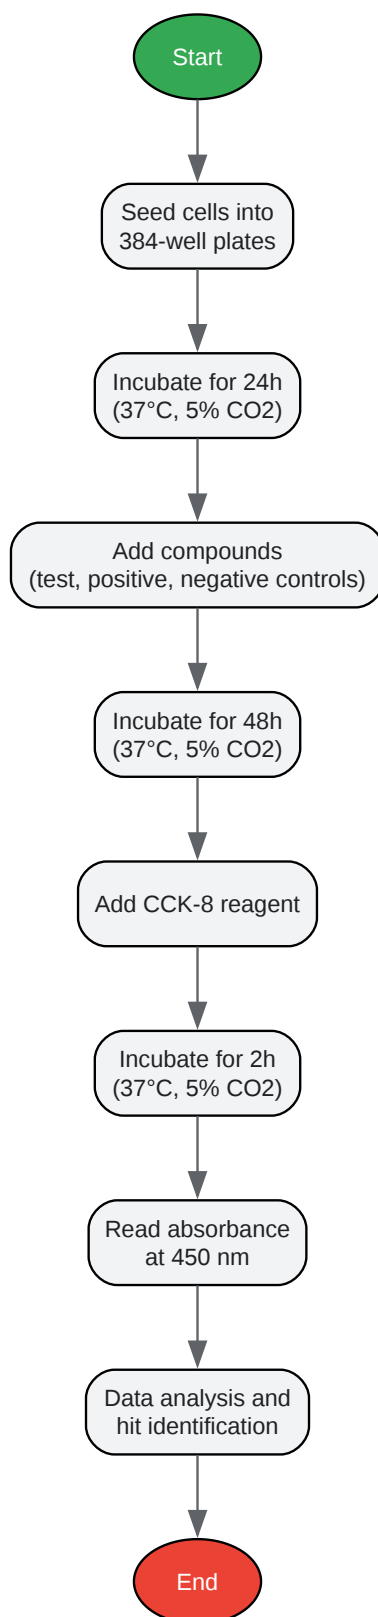 Start
Seed cells into
384-well plates
Incubate for 24h
(37°C, 5% CO2)
Add compounds
(test, positive, negative controls)
Incubate for 48h
(37°C, 5% CO2)
Add CCK-8 reagent
Incubate for 2h
(37°C, 5% CO2)
Read absorbance
at 450 nm
Data analysis and
hit identification
End